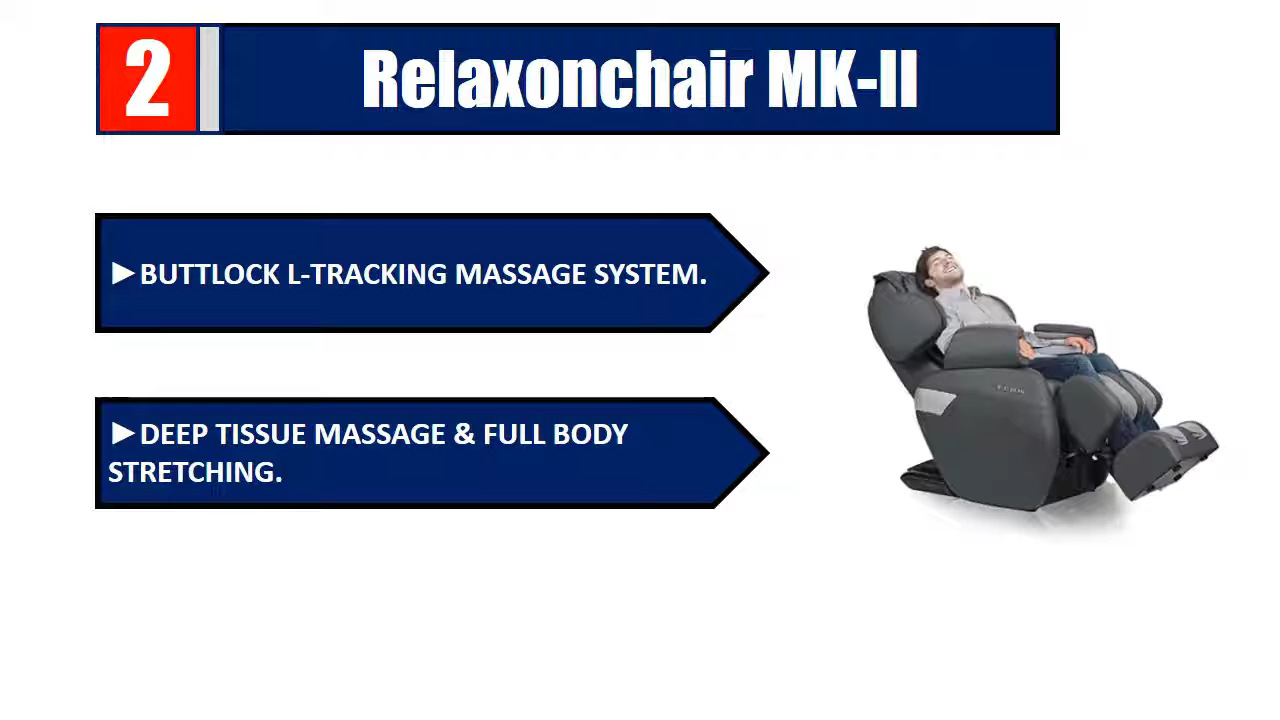 2
Relaxonchair MK-II
►BUTTLOCK L-TRACKING MASSAGE SYSTEM.
►DEEP TISSUE MASSAGE & FULL BODY
STRETCHING.